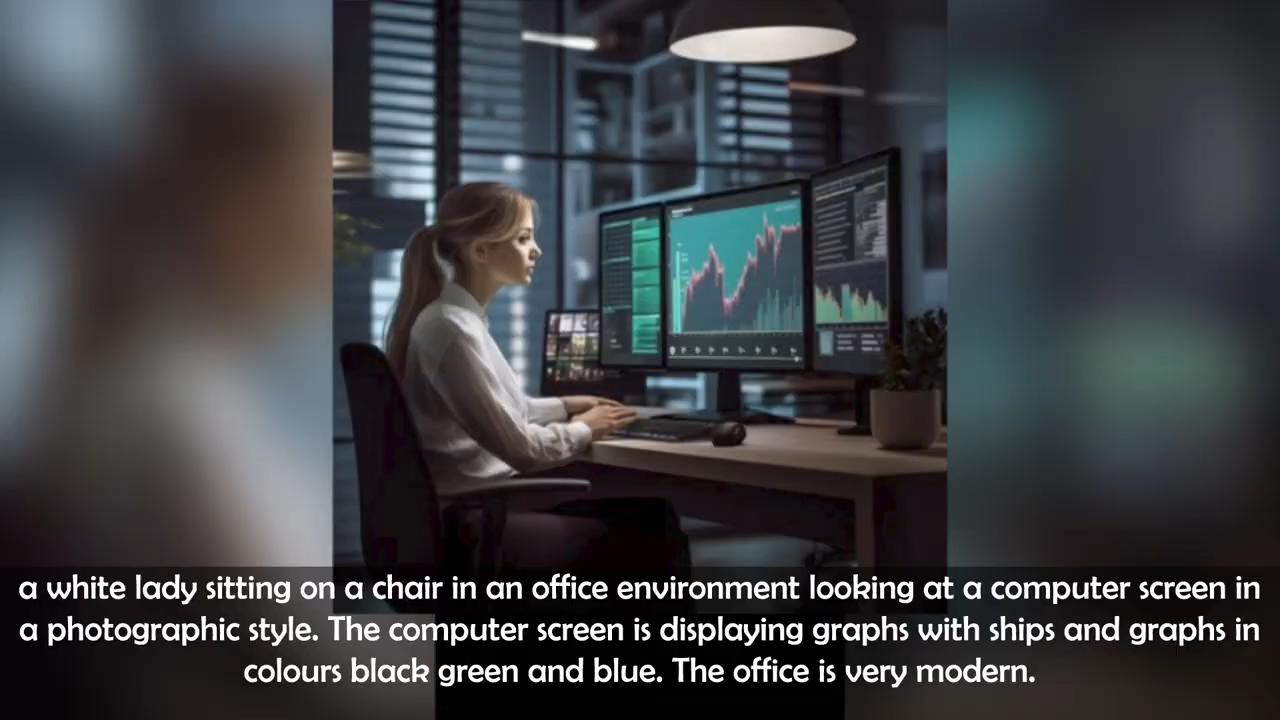 a white lady sitting on a chair in an office environment looking at a computer screen in
a photographic style. The computer screen is displaying graphs with ships and graphs in
colours black green and blue. The office is very modern.